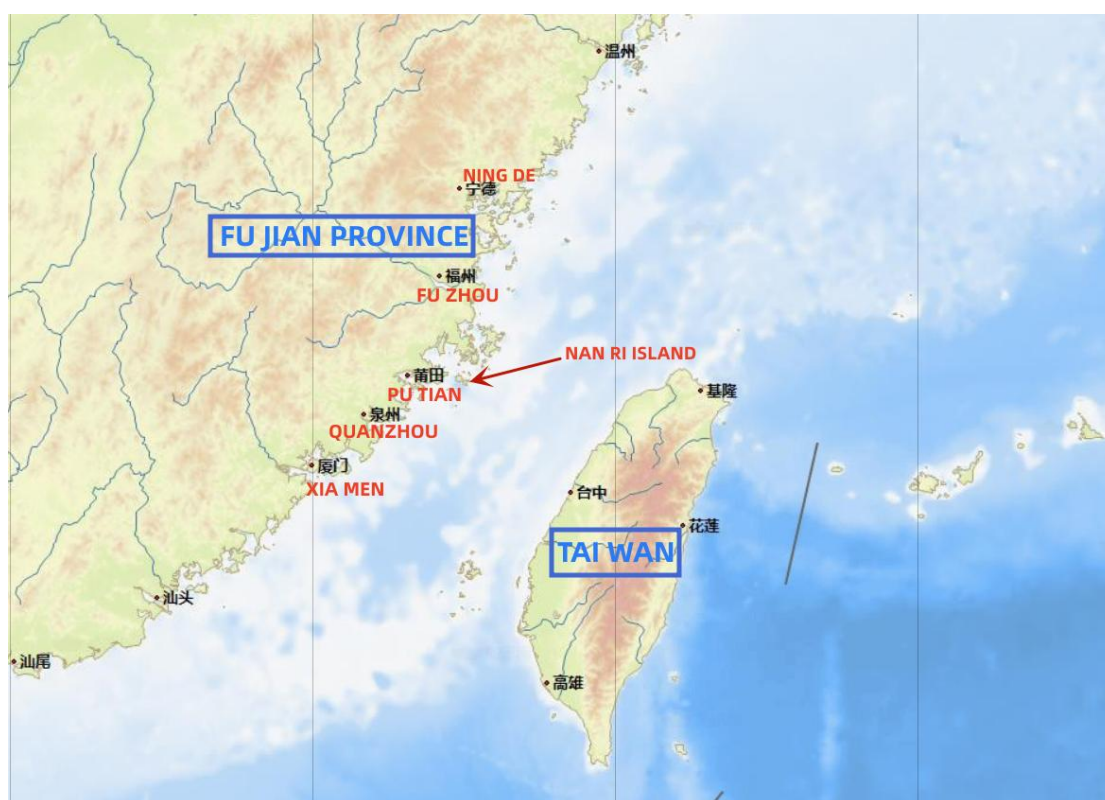 温州
NING DE
宁德
FU JIAN PROVINCE
福州
FU ZHOU
NAN RI ISLAND
莆田
PU TIAN
基隆
泉州
QUANZHOU
厦门
XIA MEN
台中
花莲
TAI WAN
汕头
汕尾
高雄